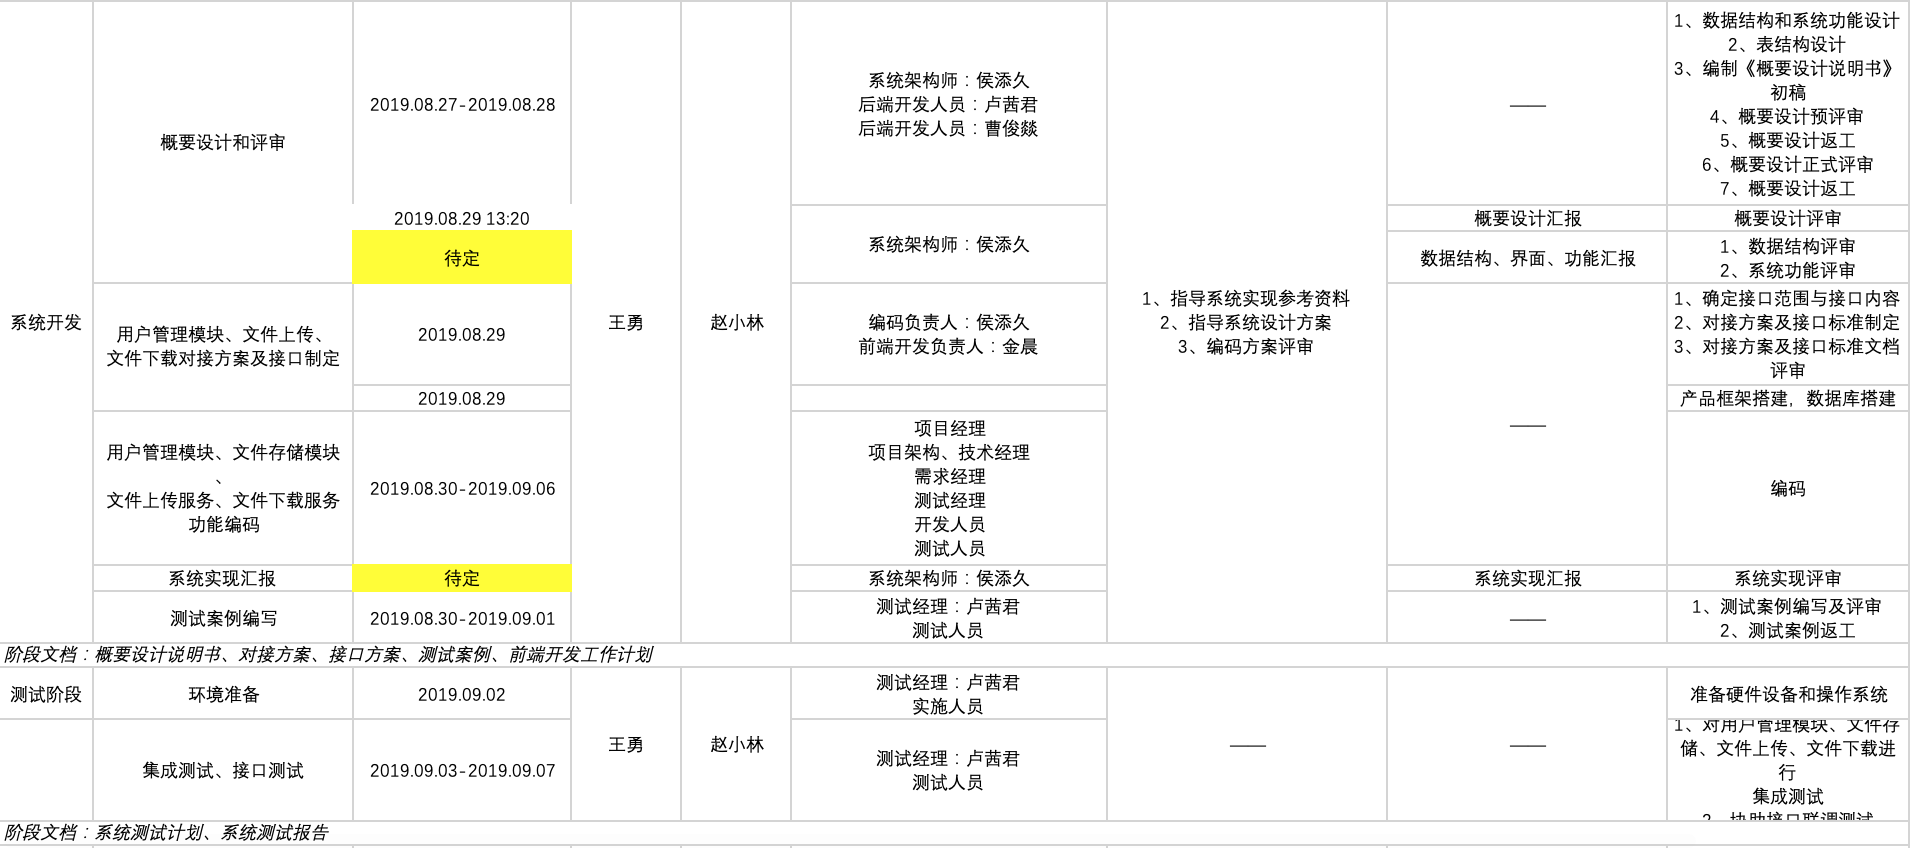 系统开发
概要设计和评审
2019.08.27-2019.08.28
王勇
赵小林
系统架构师：侯添久
后端开发人员：卢茜君
后端开发人员：曹俊燚
1、指导系统实现参考资料
2、指导系统设计方案
3、编码方案评审
——
1、数据结构和系统功能设计
2、表结构设计
3、编制《概要设计说明书》
初稿
4、概要设计预评审
5、概要设计返工
6、概要设计正式评审
7、概要设计返工
2019.08.29 13:20
系统架构师：侯添久
概要设计汇报
概要设计评审
待定
数据结构、界面、功能汇报
1、数据结构评审
2、系统功能评审
用户管理模块、文件上传、
文件下载对接方案及接口制定
2019.08.29
编码负责人：侯添久
前端开发负责人：金晨
——
1、确定接口范围与接口内容
2、对接方案及接口标准制定
3、对接方案及接口标准文档
评审
2019.08.29
产品框架搭建，数据库搭建
用户管理模块、文件存储模块
、
文件上传服务、文件下载服务
功能编码
2019.08.30-2019.09.06
项目经理
项目架构、技术经理
需求经理
测试经理
开发人员
测试人员
编码
系统实现汇报
待定
系统架构师：侯添久
系统实现汇报
系统实现评审
测试案例编写
2019.08.30-2019.09.01
测试经理：卢茜君
测试人员
——
1、测试案例编写及评审
2、测试案例返工
阶段文档：概要设计说明书、对接方案、接口方案、测试案例、前端开发工作计划
测试阶段
环境准备
2019.09.02
王勇
赵小林
测试经理：卢茜君
实施人员
——
——
准备硬件设备和操作系统
集成测试、接口测试
2019.09.03-2019.09.07
测试经理：卢茜君
测试人员
1、对用户管理模块、文件存
储、文件上传、文件下载进
行
集成测试
2、协助接口联调测试
阶段文档：系统测试计划、系统测试报告